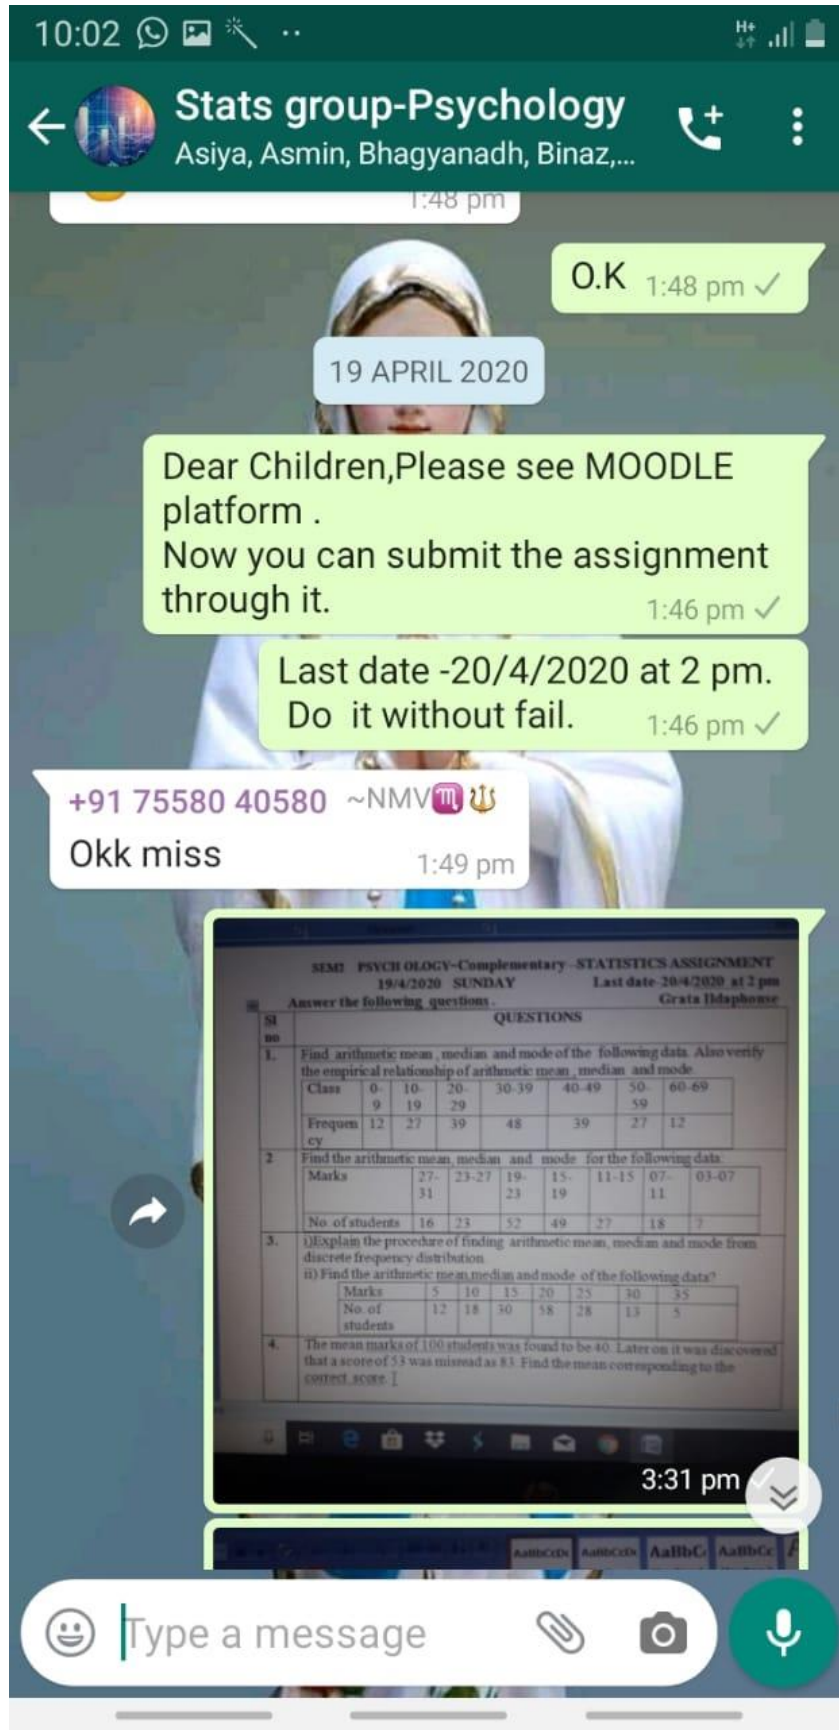 10:02
H+
Stats group-Psychology
Asiya, Asmin, Bhagyanadh, Binaz,...
1:48 pm
O.K 1:48 pm
19 APRIL 2020
Dear Children,Please see MOODLE
platform .
Now you can submit the assignment
through it.
1:46 pm
Last date -20/4/2020 at 2 pm.
Do it without fail.
1:46 pm
+91 75580 40580 ~NMV♏🔱
Okk miss
1:49 pm
SEM2 PSYCHOLOGY-Complementary -STATISTICS ASSIGNMENT
19/4/2020 SUNDAY Last date-20/4/2020 at 2 pm
Answer the following questions. Grata Ildaphonse
Sl no QUESTIONS
1. Find arithmetic mean, median and mode of the following data. Also verify
the empirical relationship of arithmetic mean, median and mode.
Class 0-9 10-19 20-29 30-39 40-49 50-59 60-69
Frequency 12 27 39 48 39 27 12
2 Find the arithmetic mean, median and mode for the following data.
Marks 27-31 23-27 19-23 15-19 11-15 07-11 03-07
No. of students 16 23 52 49 27 18 7
3. i)Explain the procedure of finding arithmetic mean, median and mode from
discrete frequency distribution
ii) Find the arithmetic mean,median and mode of the following data?
Marks 5 10 15 20 25 30 35
No. of students 12 18 30 58 28 13 5
4. The mean marks of 100 students was found to be 40. Later on it was discovered
that a score of 53 was misread as 83. Find the mean corresponding to the
correct score.
3:31 pm
AaBbCcDc AaBbCcDc AaBbC AaBbCc
Type a message